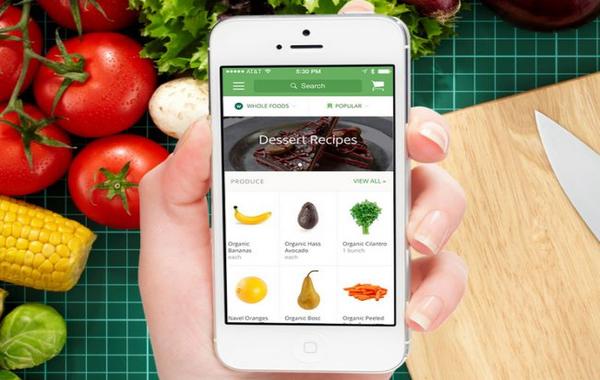 AT&T 5:30 PM
Search
WHOLE FOODS POPULAR
Dessert Recipes
PRODUCE VIEW ALL »
Organic Bananas
each
Organic Hass Avocado
each
Organic Cilantro
1 bunch
Navel Oranges
Organic Bosc
Organic Peeled